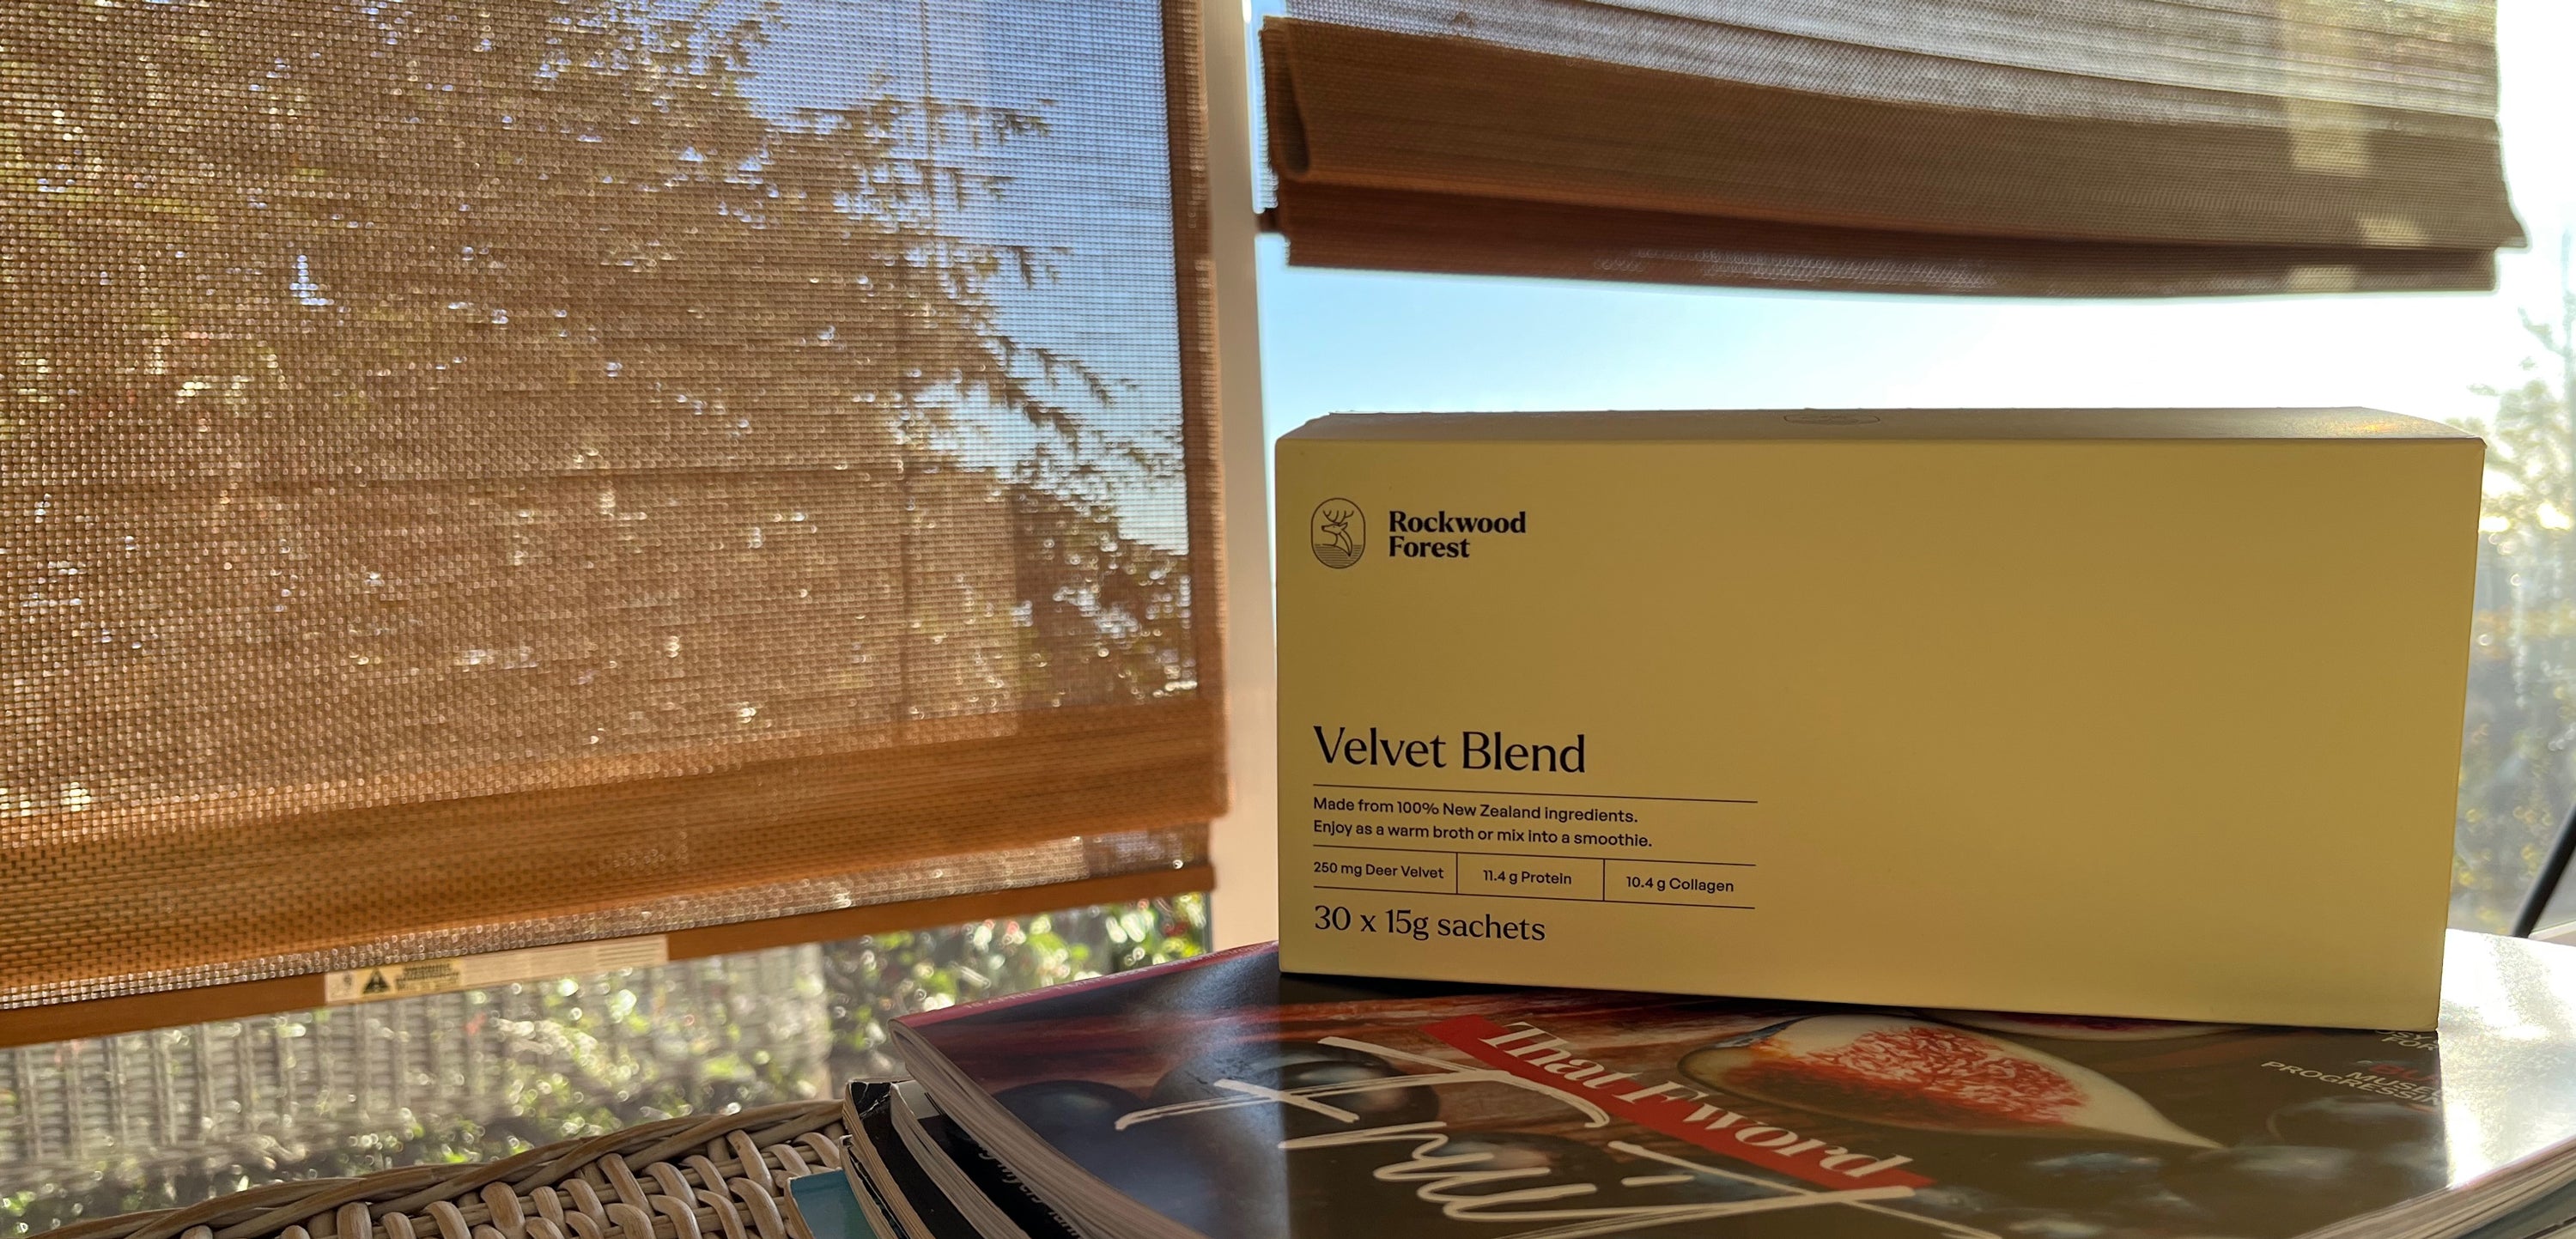 Rockwood
Forest
Velvet Blend
Made from 100% New Zealand ingredients.
Enjoy as a warm broth or mix into a smoothie.
250 mg Deer Velvet
11.4 g Protein
10.4 g Collagen
30 x 15g sachets
That F word
Fruit